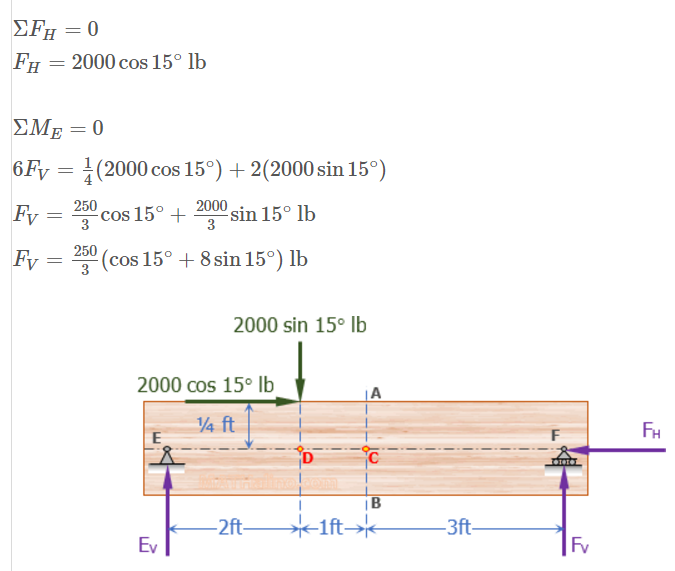 ΣF_H = 0
F_H = 2000 cos 15° lb
ΣM_E = 0
6F_V = 1/4(2000 cos 15°) + 2(2000 sin 15°)
F_V = 250/3 cos 15° + 2000/3 sin 15° lb
F_V = 250/3 (cos 15° + 8 sin 15°) lb
2000 sin 15° lb
2000 cos 15° lb
A
¼ ft
E
F
F_H
D
C
B
2ft
1ft
3ft
E_V
F_V